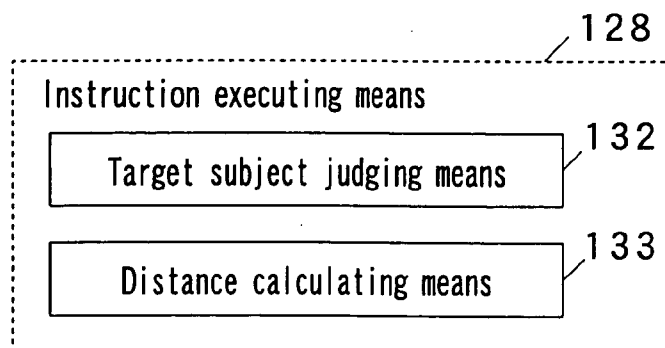 128
Instruction executing means
132
Target subject judging means
133
Distance calculating means